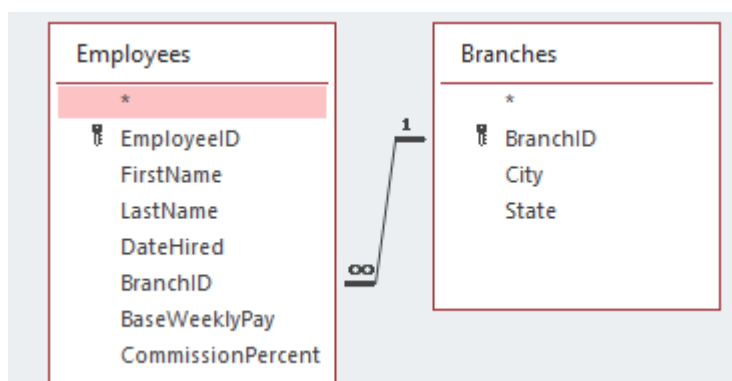 Employees
*
EmployeeID
FirstName
LastName
DateHired
BranchID
BaseWeeklyPay
CommissionPercent
1
∞
Branches
*
BranchID
City
State